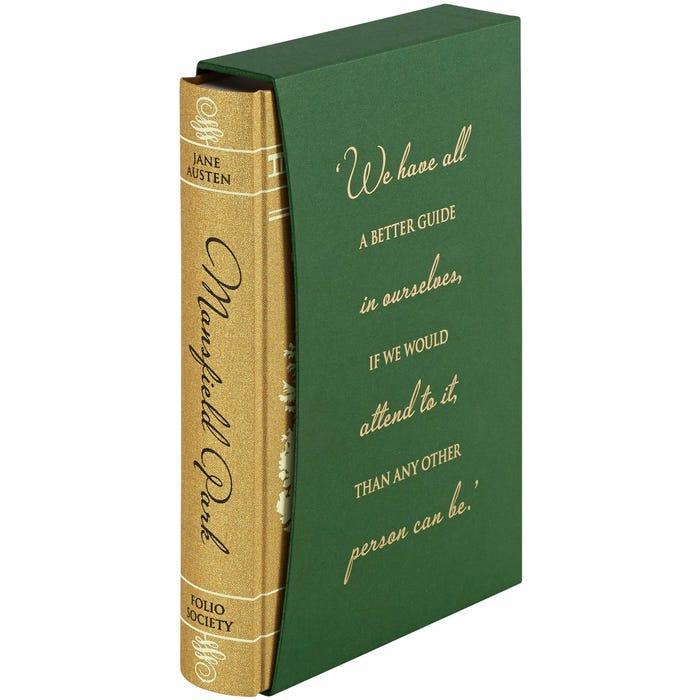 JANE
AUSTEN
Mansfield Park
FOLIO
SOCIETY
‘We have all
A BETTER GUIDE
in ourselves,
IF WE WOULD
attend to it,
THAN ANY OTHER
person can be.’